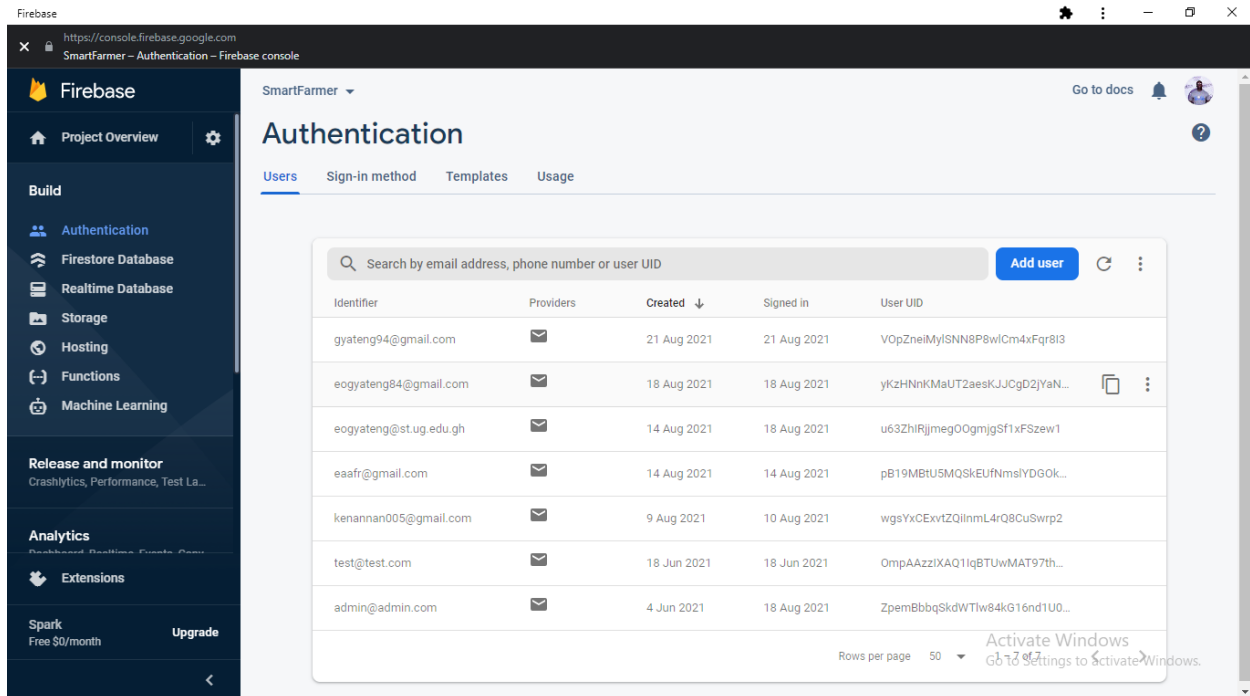 Firebase
https://console.firebase.google.com
SmartFarmer – Authentication – Firebase console
Firebase
Project Overview
Build
Authentication
Firestore Database
Realtime Database
Storage
Hosting
Functions
Machine Learning
Release and monitor
Crashlytics, Performance, Test La...
Analytics
Extensions
Spark
Free $0/month
Upgrade
SmartFarmer
Go to docs
Authentication
Users Sign-in method Templates Usage
Search by email address, phone number or user UID
Add user
Identifier Providers Created Signed in User UID
gyateng94@gmail.com 21 Aug 2021 21 Aug 2021 VOpZneiMylSNN8P8wlCm4xFqr8I3
eogyateng84@gmail.com 18 Aug 2021 18 Aug 2021 yKzHNnKMaUT2aesKJJCgD2jYaN...
eogyateng@st.ug.edu.gh 14 Aug 2021 18 Aug 2021 u63ZhIRjjmegOOgmjgSf1xFSzew1
eaafr@gmail.com 14 Aug 2021 14 Aug 2021 pB19MBtU5MQSkEUfNmslYDGOk...
kenannan005@gmail.com 9 Aug 2021 10 Aug 2021 wgsYxCExvtZQiInmL4rQ8CuSwrp2
test@test.com 18 Jun 2021 18 Jun 2021 OmpAAzzIXAQ1IqBTUwMAT97th...
admin@admin.com 4 Jun 2021 18 Aug 2021 ZpemBbbqSkdWTlw84kG16nd1U0...
Rows per page 50 1 – 7 of 7
Activate Windows
Go to Settings to activate Windows.